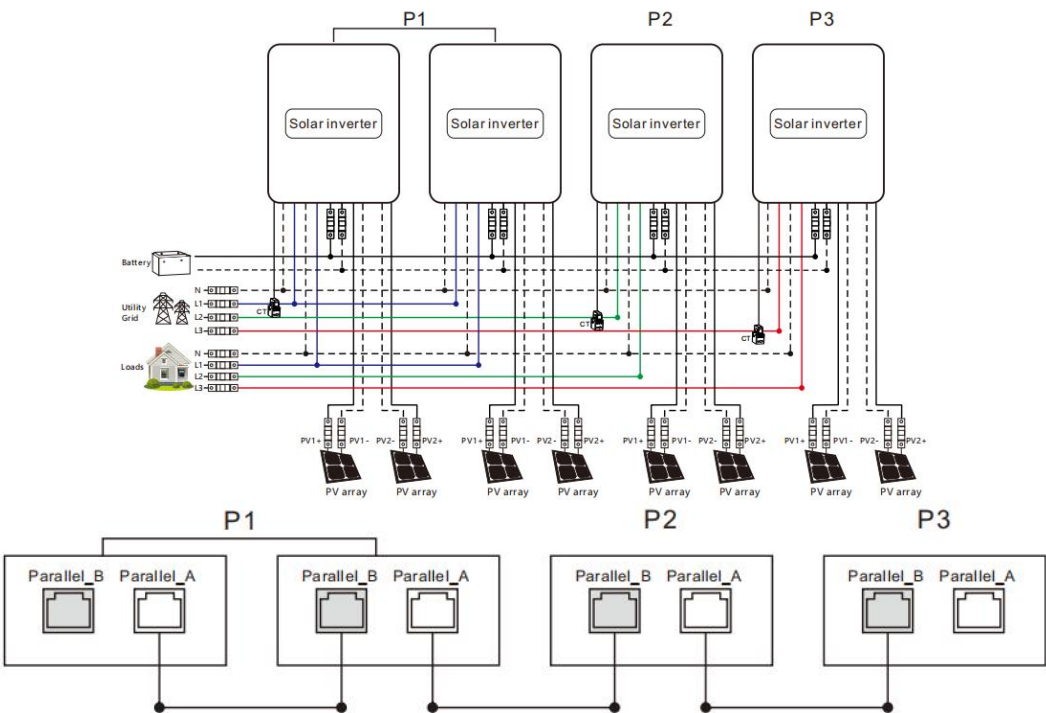 P1 P2 P3
Solar inverter Solar inverter Solar inverter Solar inverter
Battery
N
Utility
Grid
L1
L2
L3
CT CT CT
Loads
N
L1
L2
L3
PV1+ PV1- PV2- PV2+ PV1+ PV1- PV2- PV2+ PV1+ PV1- PV2- PV2+ PV1+ PV1- PV2- PV2+
PV array PV array PV array PV array PV array PV array PV array PV array
P1 P2 P3
Parallel_B Parallel_A Parallel_B Parallel_A Parallel_B Parallel_A Parallel_B Parallel_A